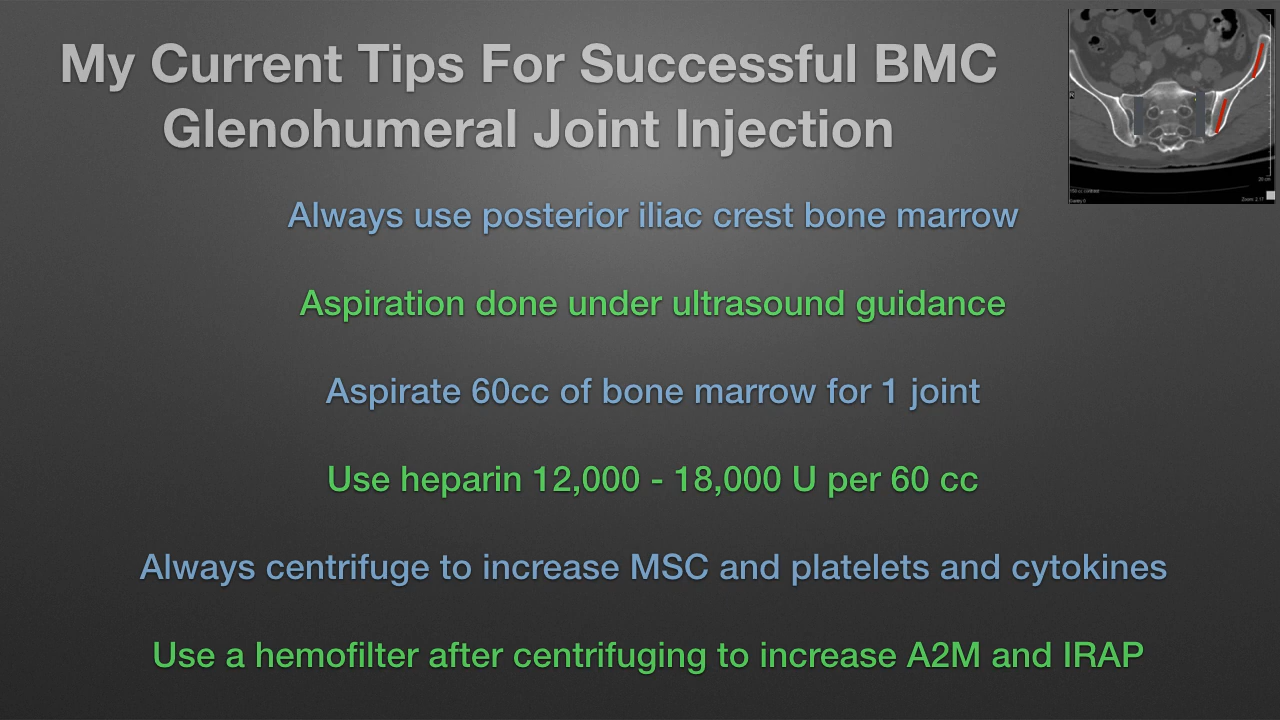 My Current Tips For Successful BMC
Glenohumeral Joint Injection
Always use posterior iliac crest bone marrow
Aspiration done under ultrasound guidance
Aspirate 60cc of bone marrow for 1 joint
Use heparin 12,000 - 18,000 U per 60 cc
Always centrifuge to increase MSC and platelets and cytokines
Use a hemofilter after centrifuging to increase A2M and IRAP